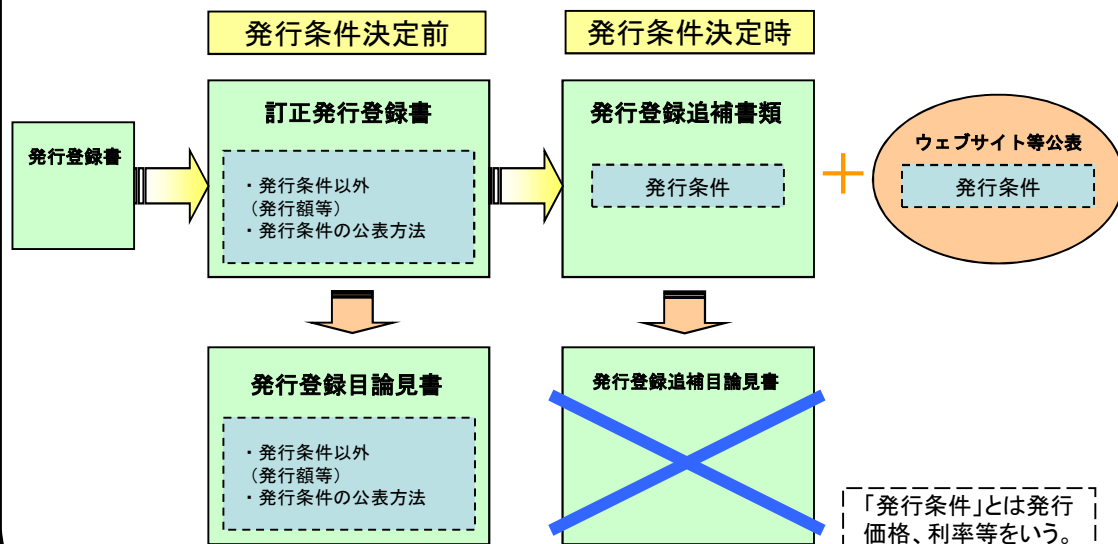 発行条件決定前
発行条件決定時
発行登録書
訂正発行登録書
・発行条件以外
（発行額等）
・発行条件の公表方法
発行登録追補書類
発行条件
＋
ウェブサイト等公表
発行条件
発行登録目論見書
・発行条件以外
（発行額等）
・発行条件の公表方法
発行登録追補目論見書
「発行条件」とは発行
価格、利率等をいう。